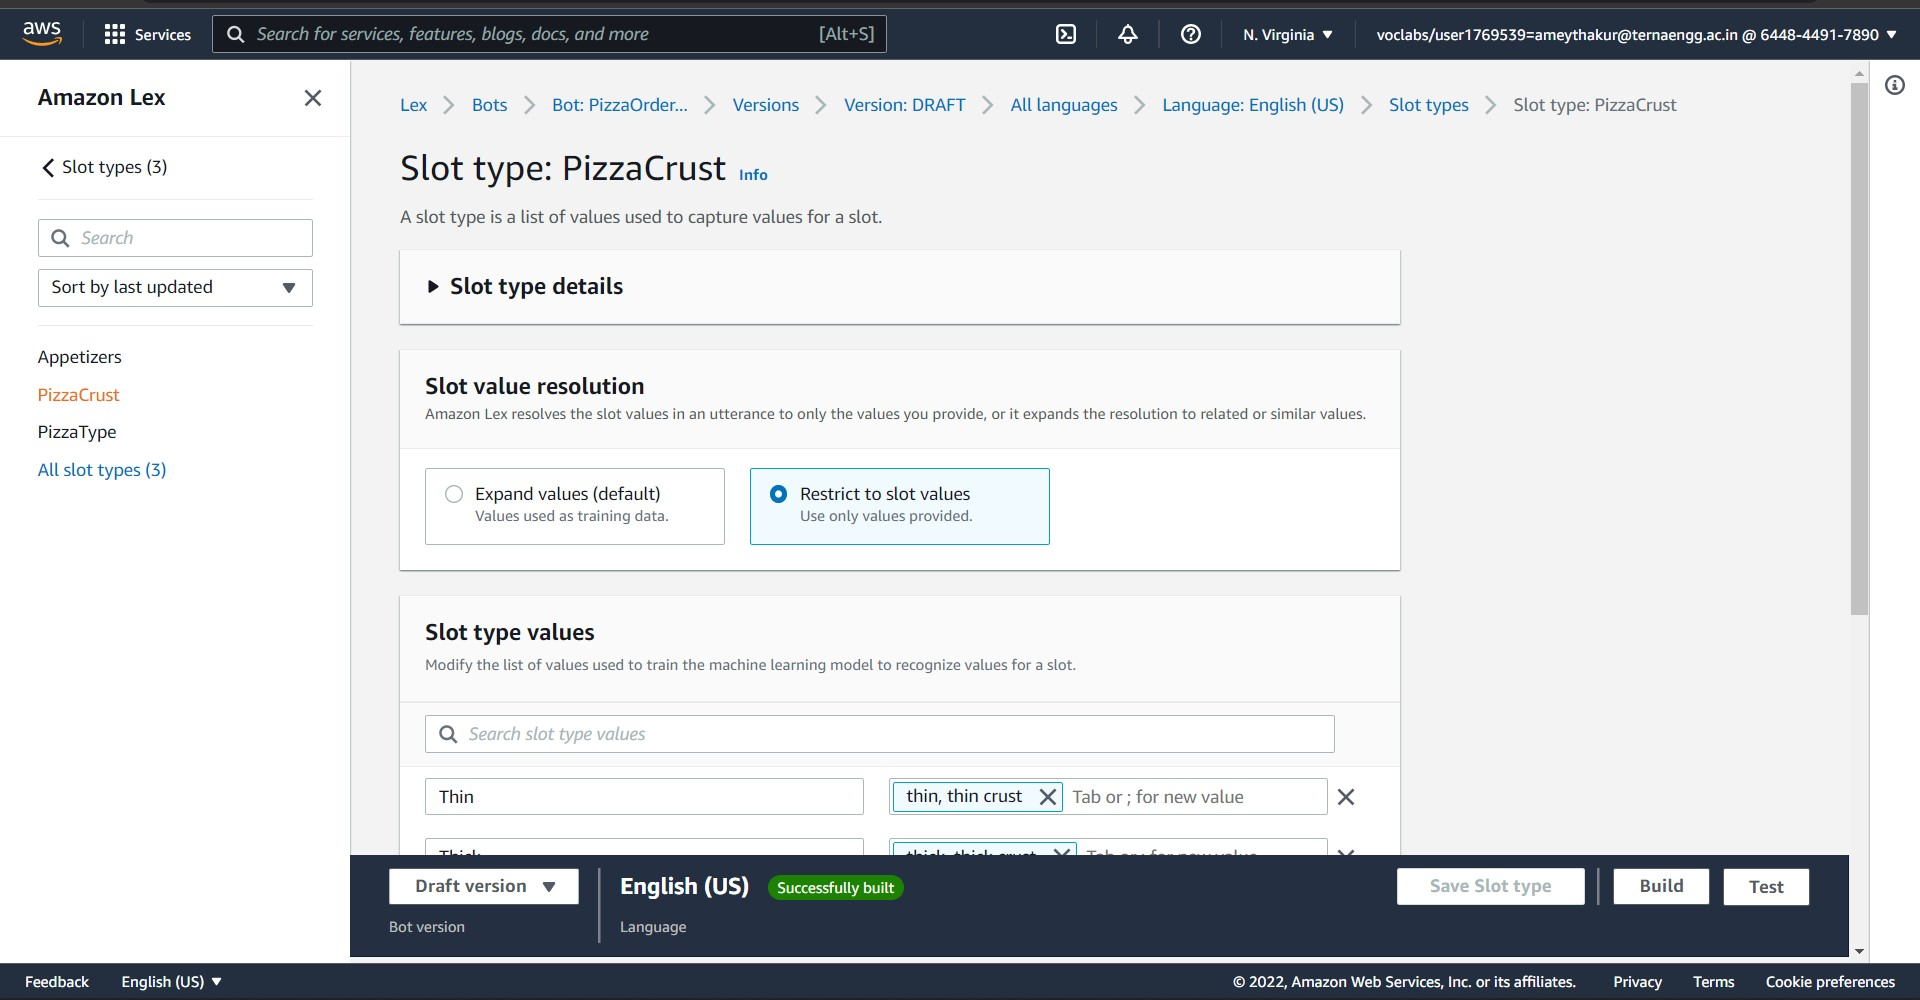 aws
Services
Search for services, features, blogs, docs, and more
[Alt+S]
N. Virginia
voclabs/user1769539=ameythakur@ternaengg.ac.in @ 6448-4491-7890
Amazon Lex
Slot types (3)
Search
Sort by last updated
Appetizers
PizzaCrust
PizzaType
All slot types (3)
Lex
Bots
Bot: PizzaOrder...
Versions
Version: DRAFT
All languages
Language: English (US)
Slot types
Slot type: PizzaCrust
Slot type: PizzaCrust Info
A slot type is a list of values used to capture values for a slot.
Slot type details
Slot value resolution
Amazon Lex resolves the slot values in an utterance to only the values you provide, or it expands the resolution to related or similar values.
Expand values (default)
Values used as training data.
Restrict to slot values
Use only values provided.
Slot type values
Modify the list of values used to train the machine learning model to recognize values for a slot.
Search slot type values
Thin
thin, thin crust
Tab or ; for new value
Thick
thick, thick crust
Tab or ; for new value
Draft version
Bot version
English (US)
Successfully built
Language
Save Slot type
Build
Test
Feedback
English (US)
© 2022, Amazon Web Services, Inc. or its affiliates.
Privacy
Terms
Cookie preferences